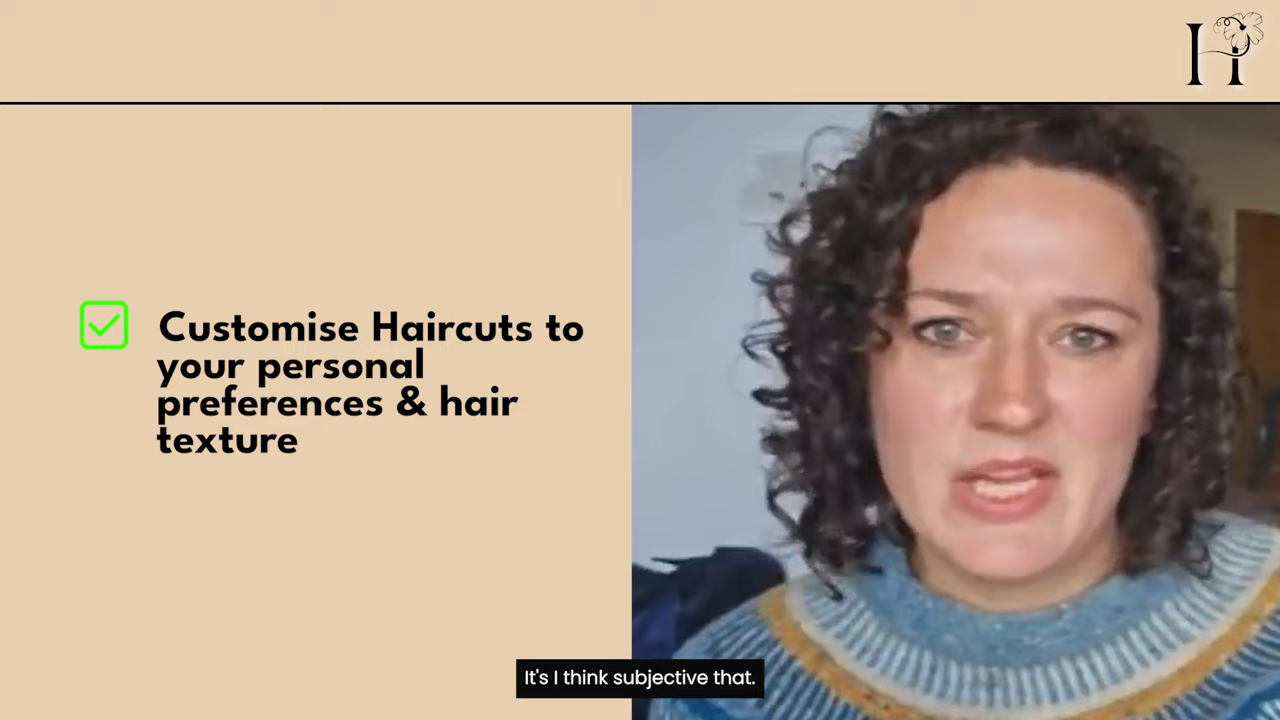 H
Customise Haircuts to
your personal
preferences & hair
texture
It's I think subjective that.